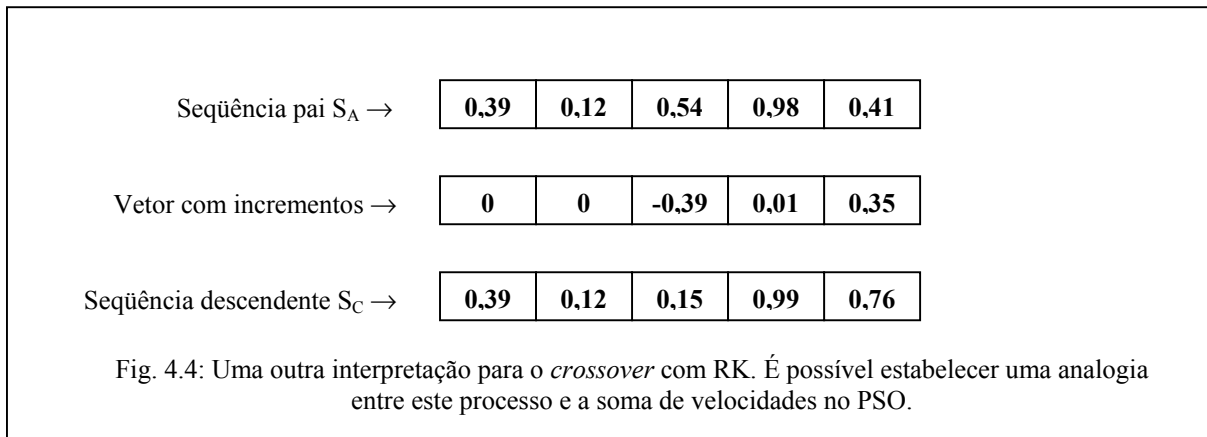 Seqüência pai S_A → 0,39 0,12 0,54 0,98 0,41
Vetor com incrementos → 0 0 -0,39 0,01 0,35
Seqüência descendente S_C → 0,39 0,12 0,15 0,99 0,76
Fig. 4.4: Uma outra interpretação para o crossover com RK. É possível estabelecer uma analogia
entre este processo e a soma de velocidades no PSO.